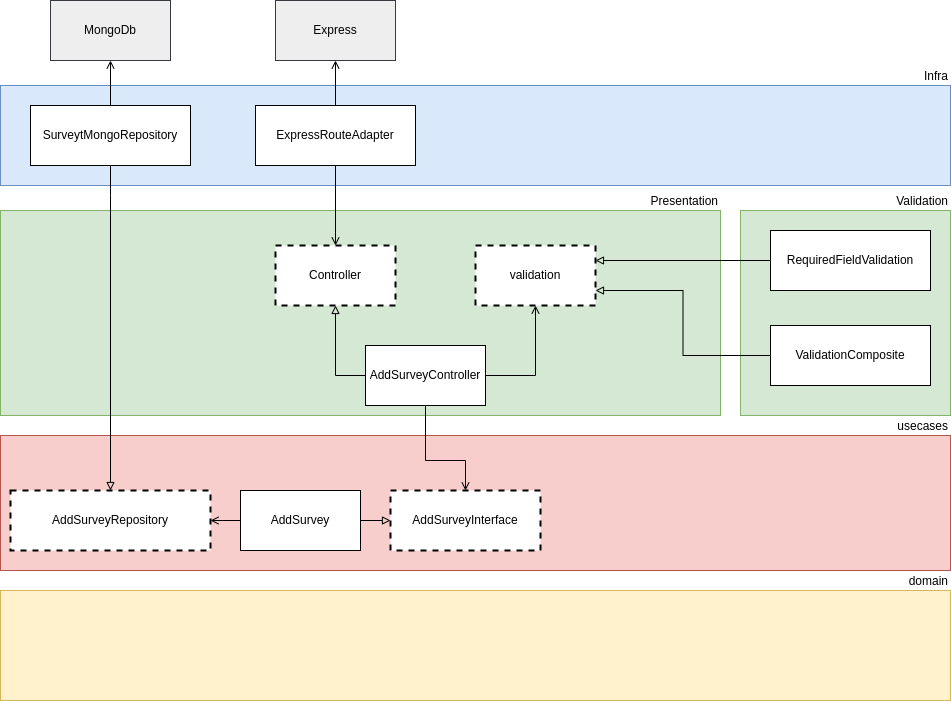 MongoDb
Express
Infra
SurveytMongoRepository
ExpressRouteAdapter
Presentation
Validation
Controller
validation
RequiredFieldValidation
AddSurveyController
ValidationComposite
usecases
AddSurveyRepository
AddSurvey
AddSurveyInterface
domain